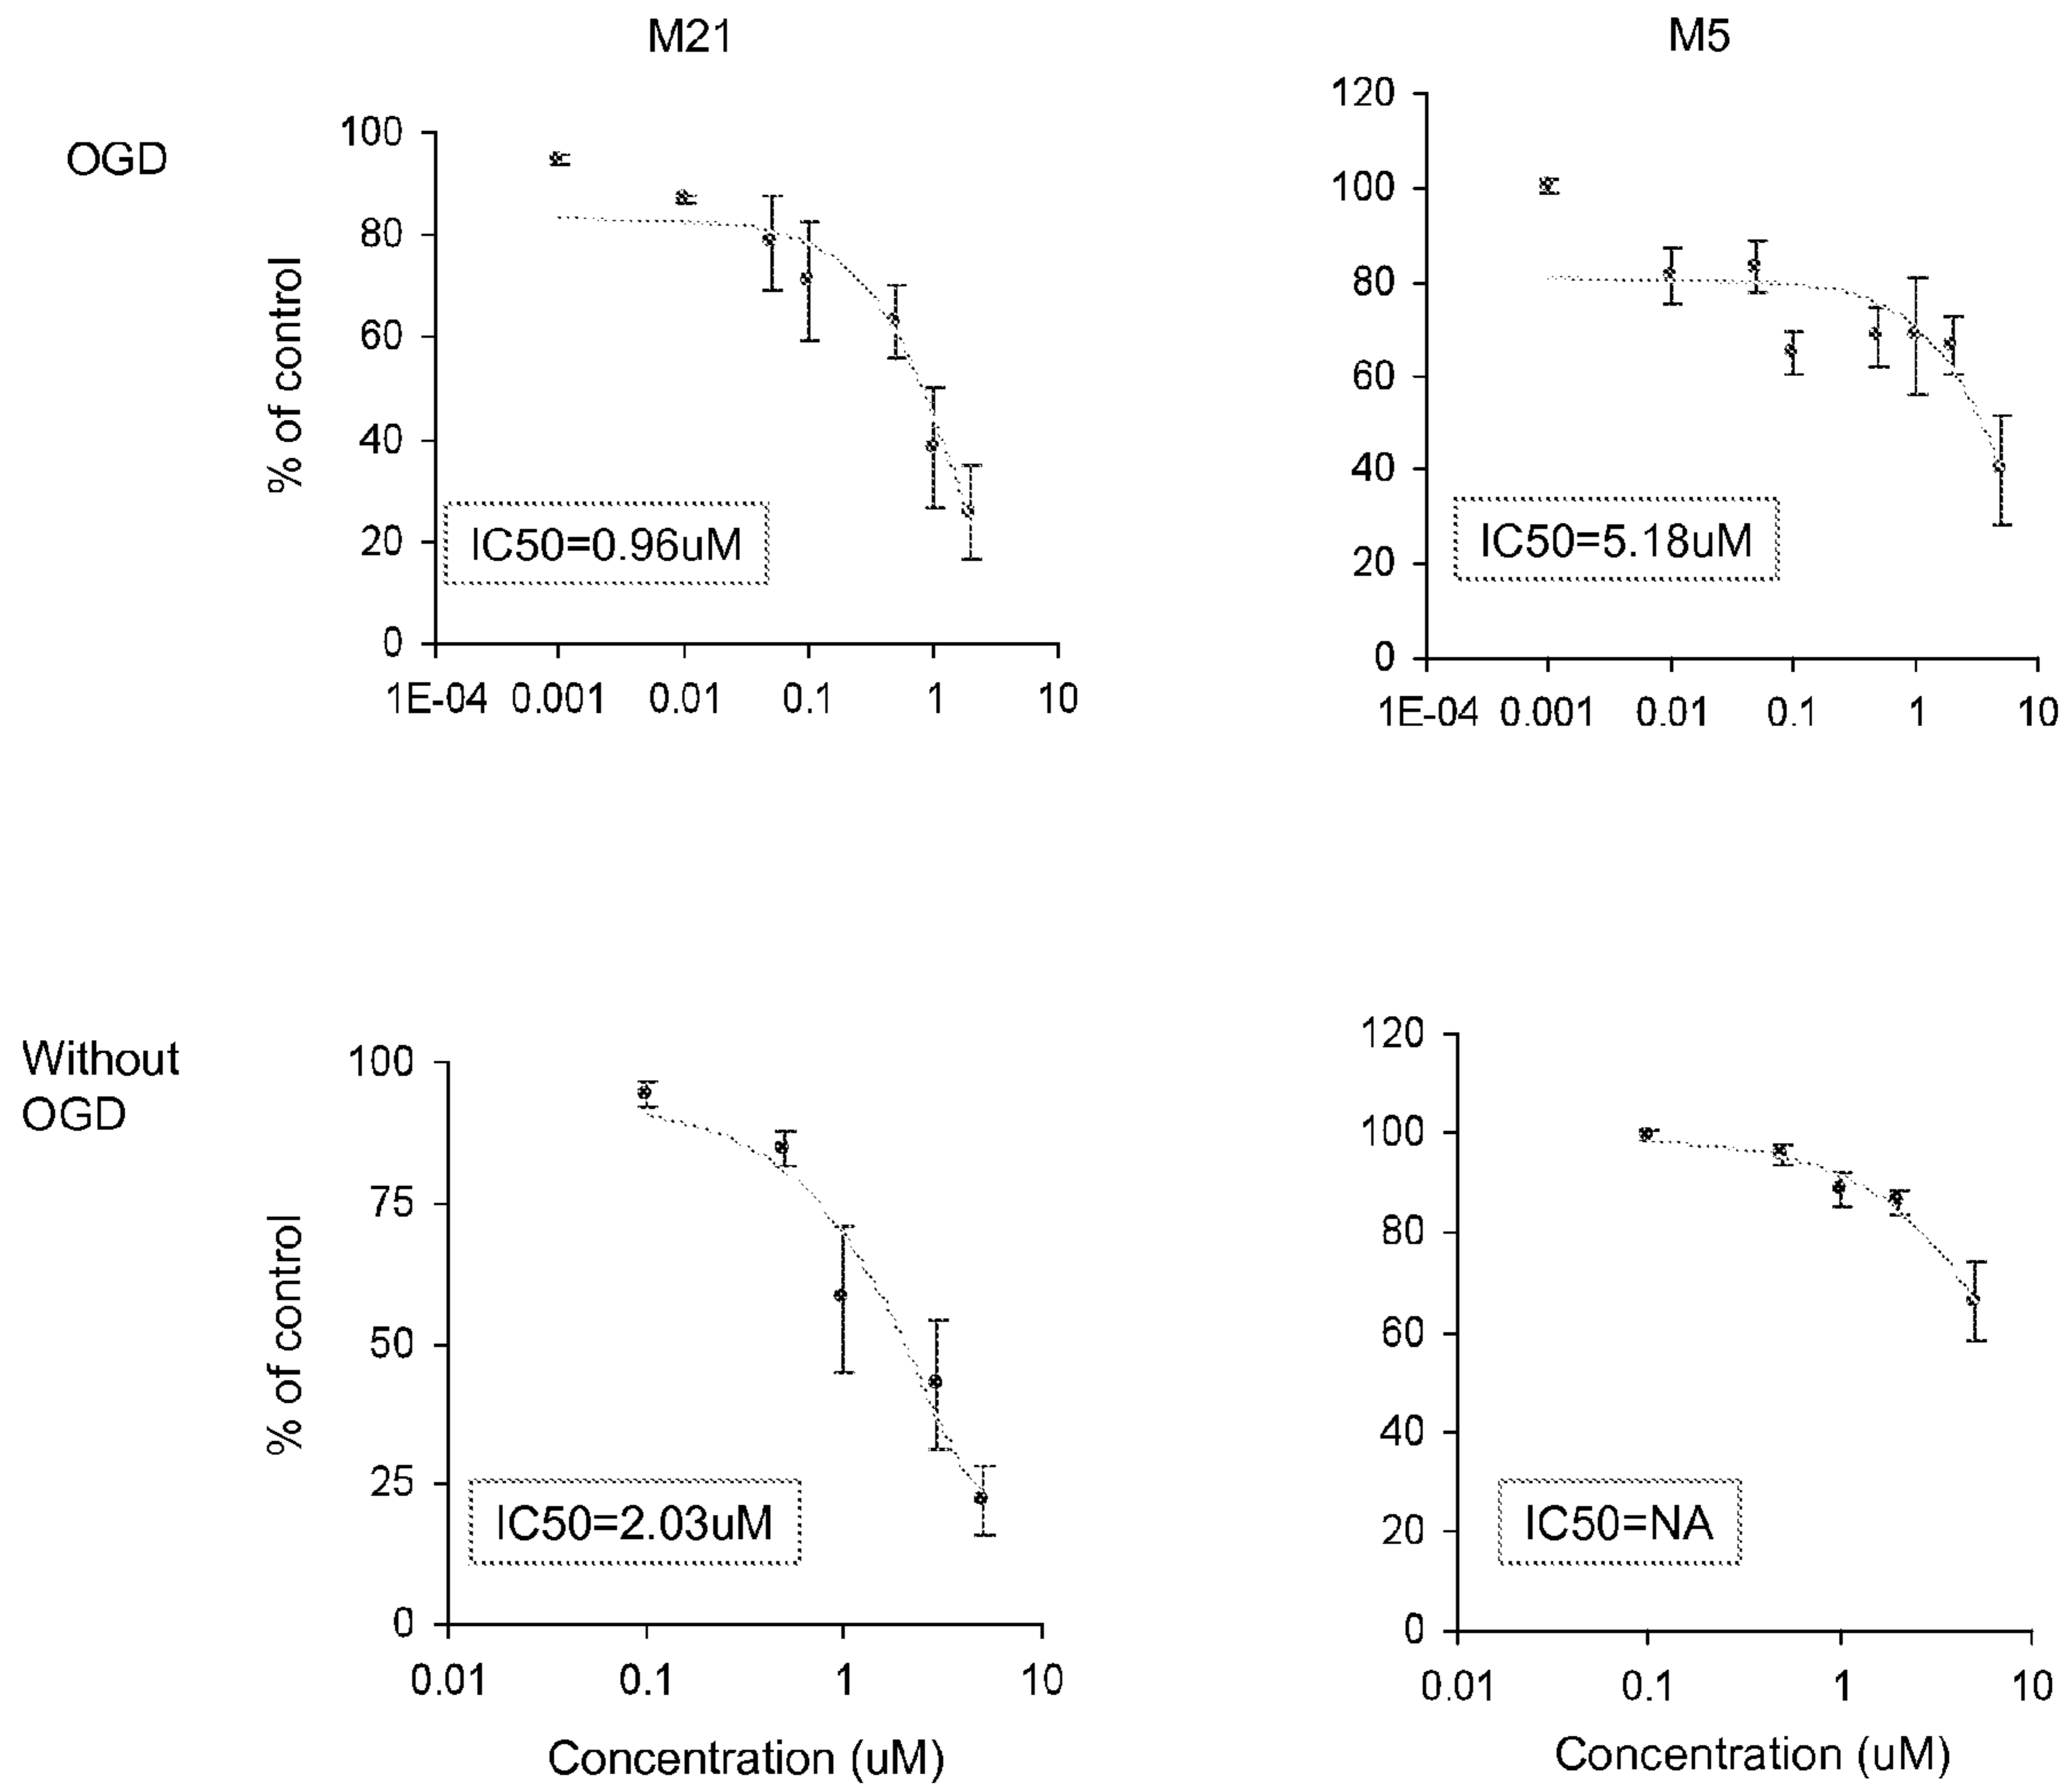 M21
M5
OGD
% of control
100
80
60
40
20
0
IC50=0.96uM
1E-04 0.001 0.01 0.1 1 10
120
100
80
60
40
20
0
IC50=5.18uM
1E-04 0.001 0.01 0.1 1 10
Without
OGD
% of control
100
75
50
25
0
IC50=2.03uM
0.01 0.1 1 10
Concentration (uM)
120
100
80
60
40
20
0
IC50=NA
0.01 0.1 1 10
Concentration (uM)